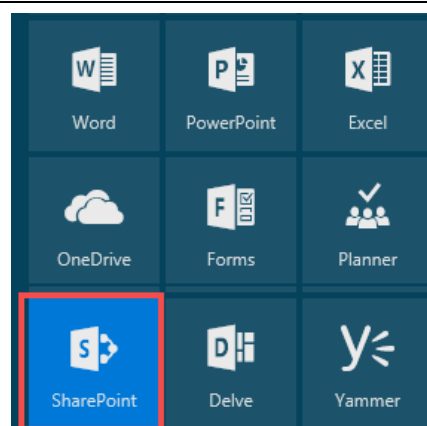 W
P
X
Word PowerPoint Excel
F
OneDrive Forms Planner
S
D
SharePoint Delve Yammer